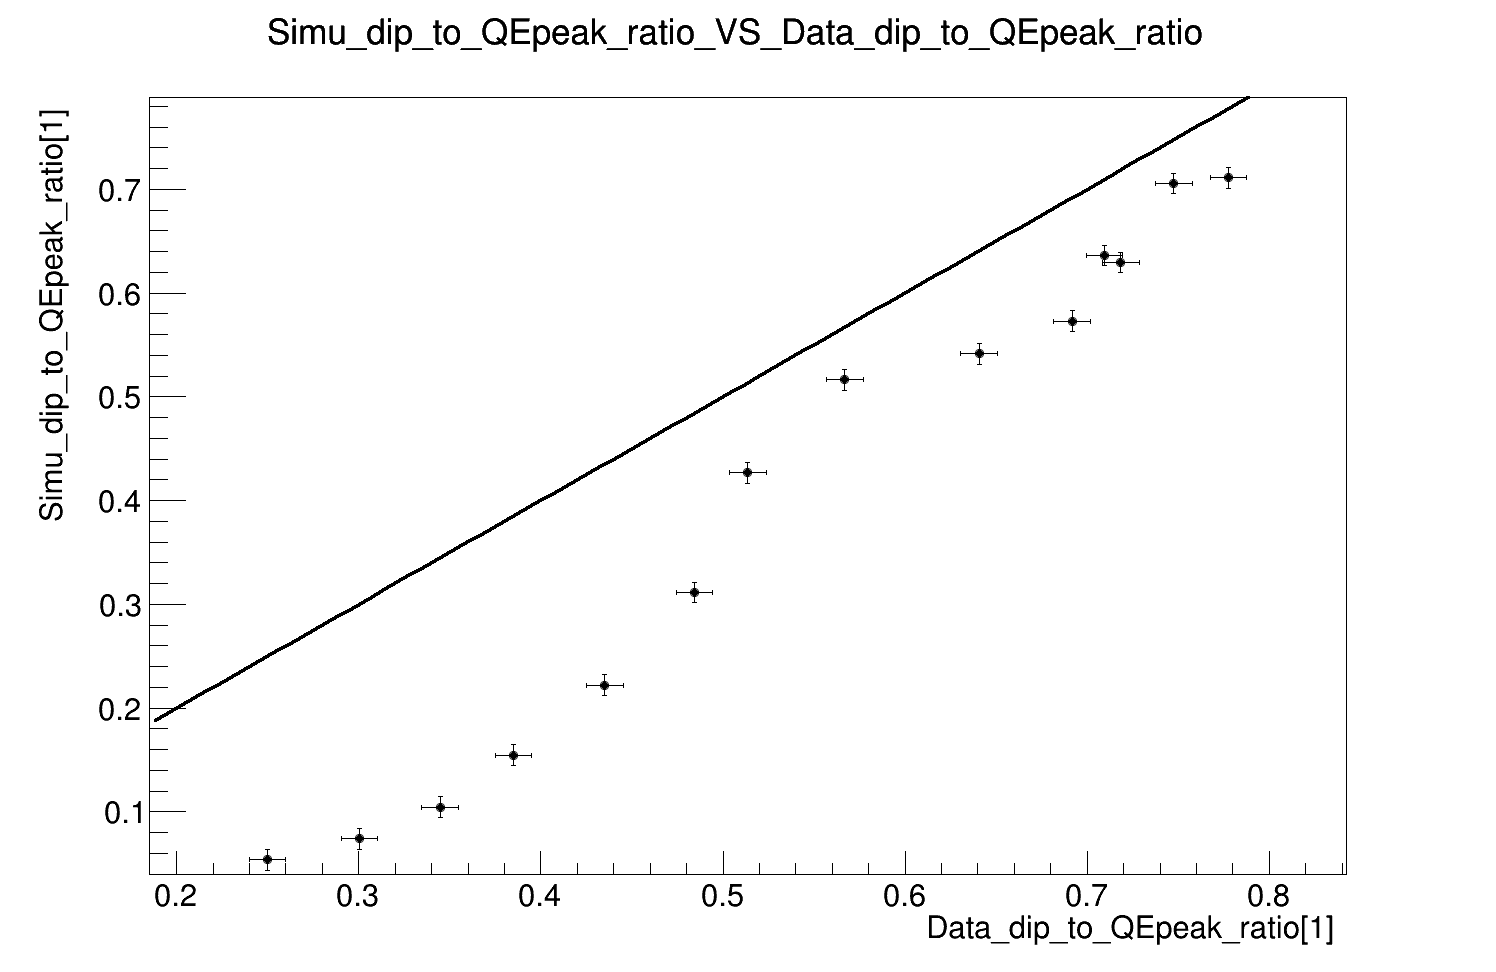 Simu_dip_to_QEpeak_ratio_VS_Data_dip_to_QEpeak_ratio
Simu_dip_to_QEpeak_ratio[1]
0.7
0.6
0.5
0.4
0.3
0.2
0.1
0.2 0.3 0.4 0.5 0.6 0.7 0.8
Data_dip_to_QEpeak_ratio[1]